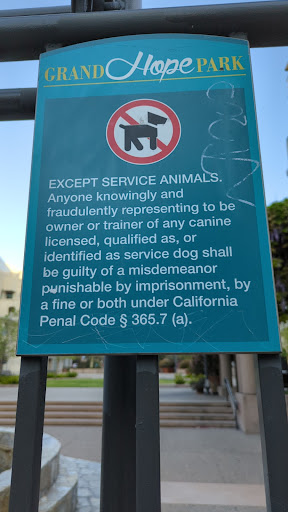 GRAND Hope PARK
EXCEPT SERVICE ANIMALS.
Anyone knowingly and
fraudulently representing to be
owner or trainer of any canine
licensed, qualified as, or
identified as service dog shall
be guilty of a misdemeanor
punishable by imprisonment, by
a fine or both under California
Penal Code § 365.7 (a).